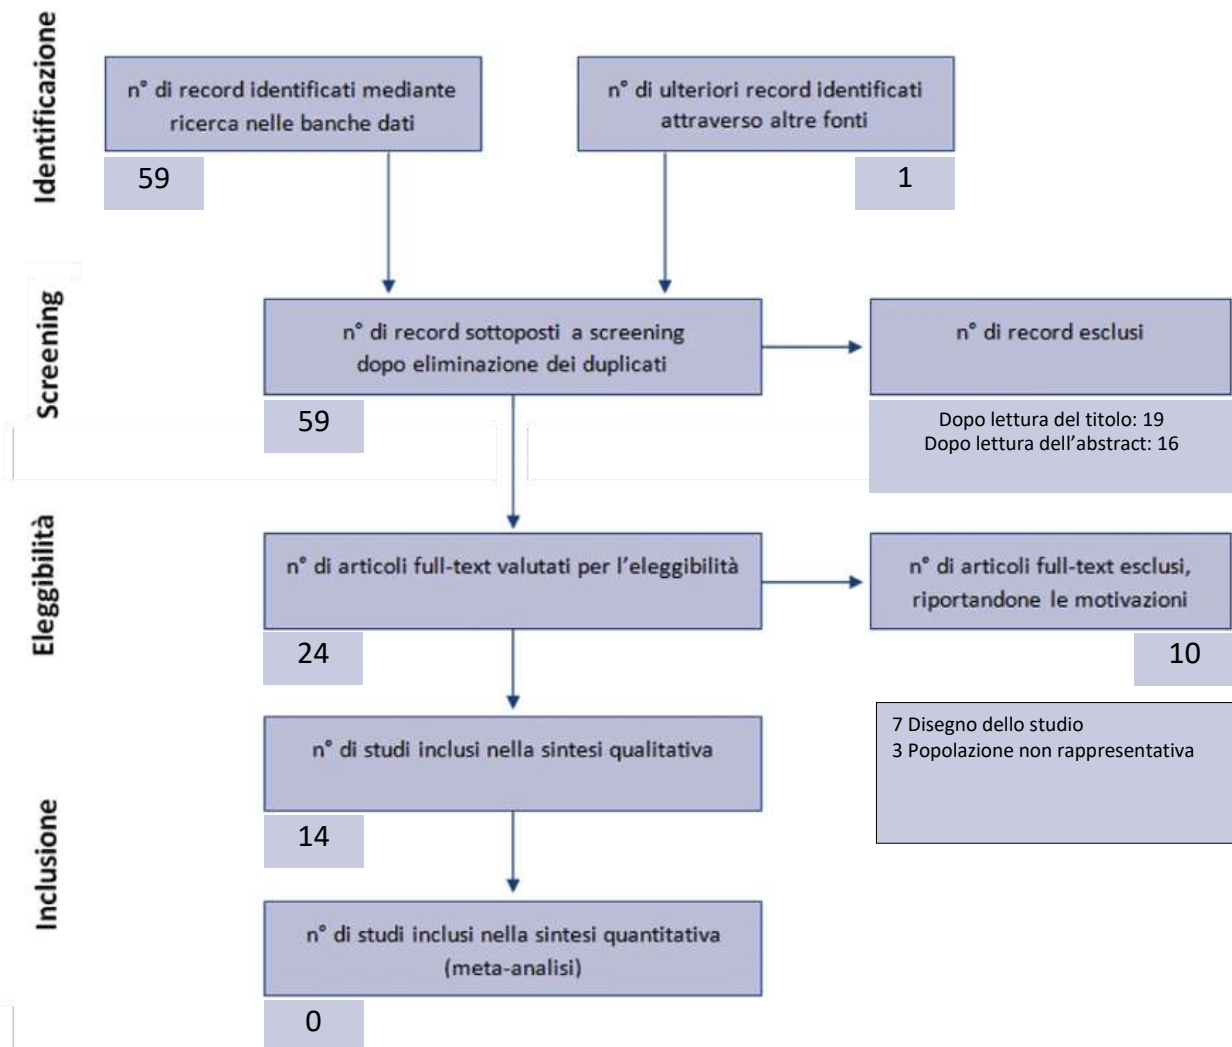 Identificazione
n° di record identificati mediante
ricerca nelle banche dati
59
n° di ulteriori record identificati
attraverso altre fonti
1
Screening
n° di record sottoposti a screening
dopo eliminazione dei duplicati
59
n° di record esclusi
Dopo lettura del titolo: 19
Dopo lettura dell’abstract: 16
Eleggibilità
n° di articoli full-text valutati per l’eleggibilità
24
n° di articoli full-text esclusi,
riportandone le motivazioni
10
7 Disegno dello studio
3 Popolazione non rappresentativa
Inclusione
n° di studi inclusi nella sintesi qualitativa
14
n° di studi inclusi nella sintesi quantitativa
(meta-analisi)
0